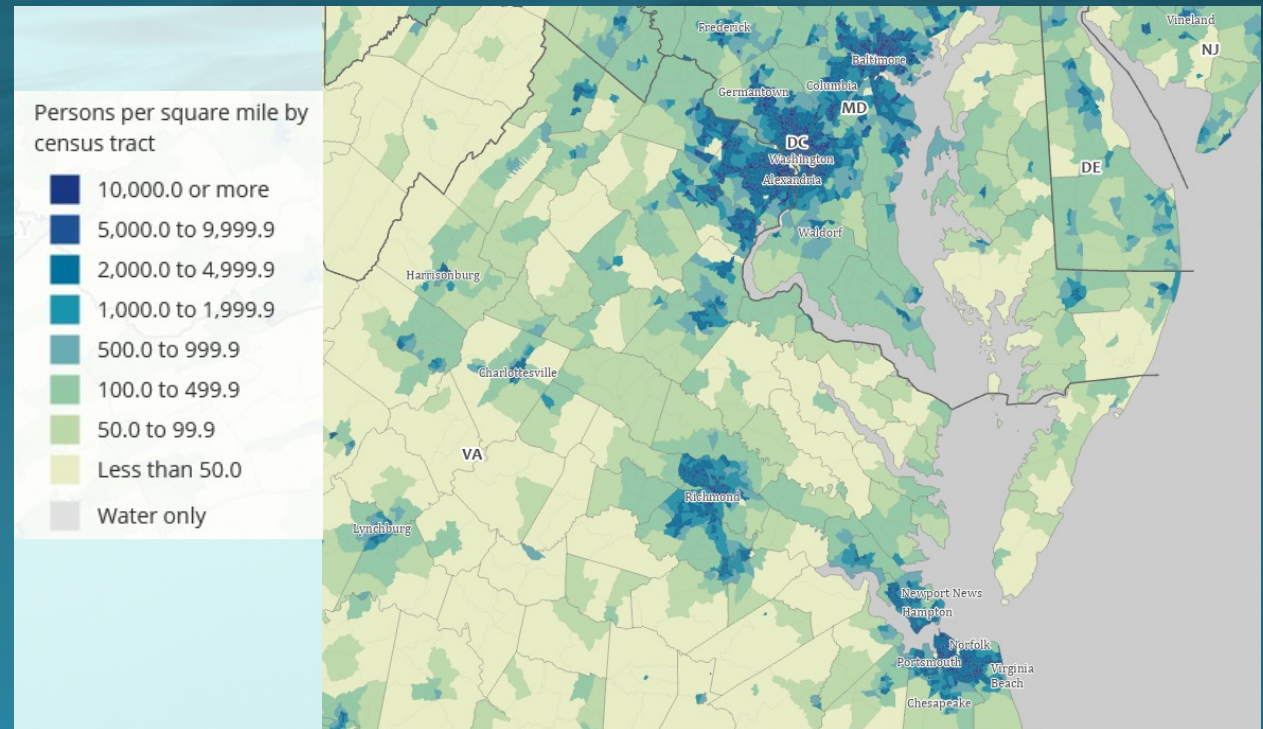 Persons per square mile by
census tract
10,000.0 or more
5,000.0 to 9,999.9
2,000.0 to 4,999.9
1,000.0 to 1,999.9
500.0 to 999.9
100.0 to 499.9
50.0 to 99.9
Less than 50.0
Water only
Vineland
Frederick
NJ
Baltimore
Columbia
Germantown
MD
DC
Washington
DE
Alexandria
Waldorf
Harrisonburg
Charlottesville
VA
Richmond
Lynchburg
Newport News
Hampton
Norfolk
Portsmouth
Virginia
Beach
Chesapeake